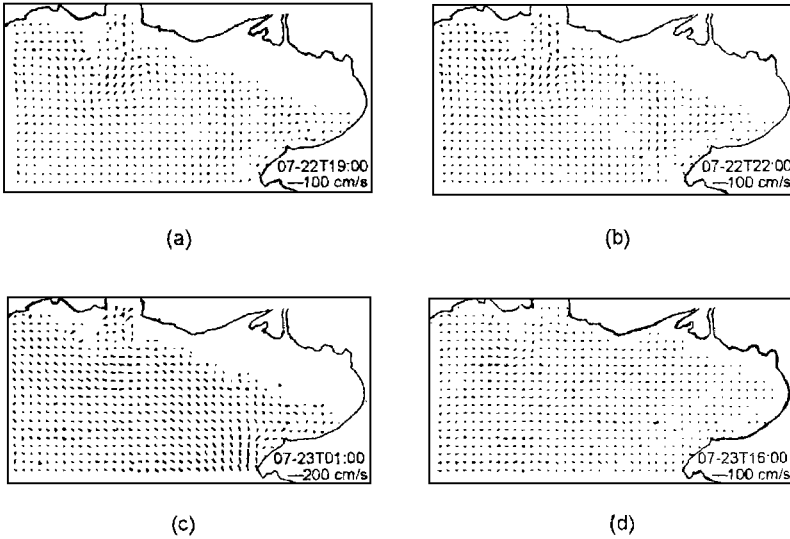 07-22T19:00
—100 cm/s
(a)
07-22T22:00
—100 cm/s
(b)
07-23T01:00
—200 cm/s
(c)
07-23T16:00
—100 cm/s
(d)